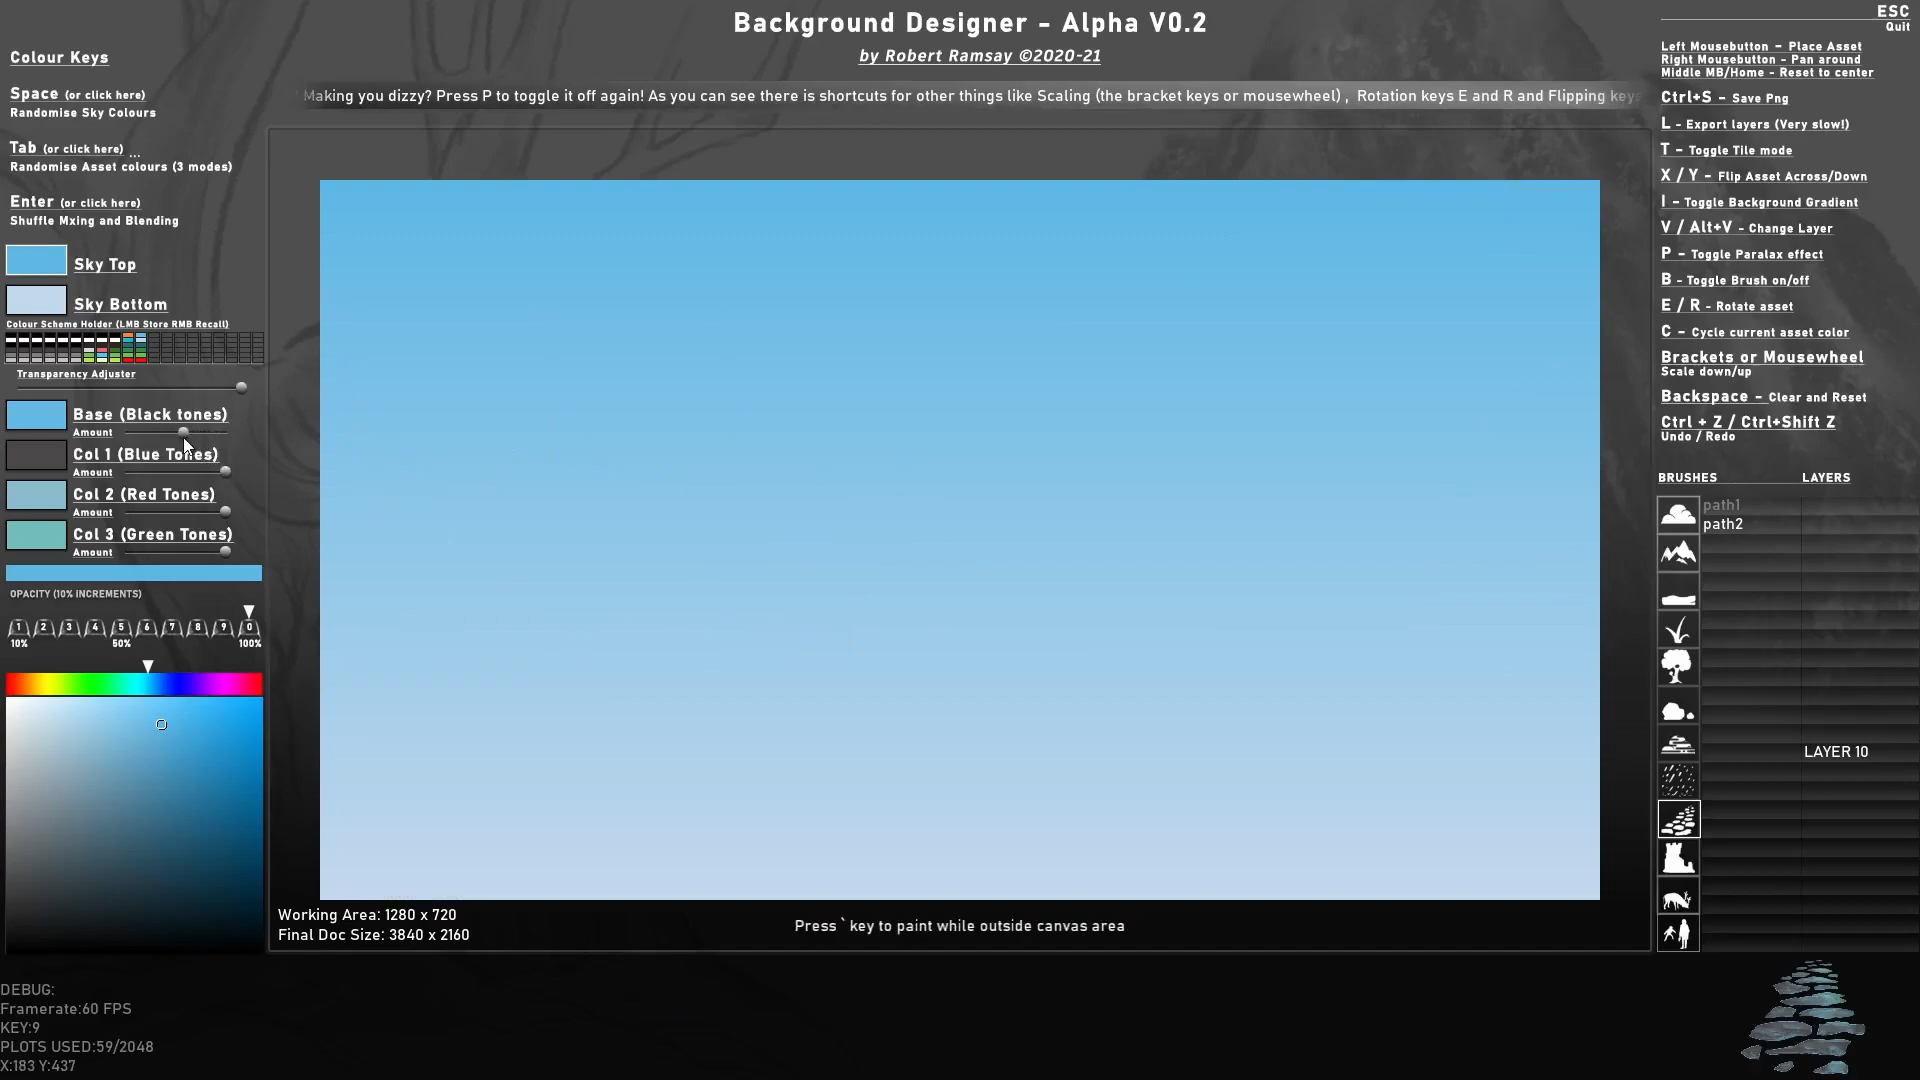 Background Designer - Alpha V0.2
by Robert Ramsay ©2020-21
Making you dizzy? Press P to toggle it off again! As you can see there is shortcuts for other things like Scaling (the bracket keys or mousewheel) , Rotation keys E and R and Flipping keys
Colour Keys
Space (or click here)
Randomise Sky Colours
Tab (or click here) ...
Randomise Asset colours (3 modes)
Enter (or click here)
Shuffle Mxing and Blending
Sky Top
Sky Bottom
Colour Scheme Holder (LMB Store RMB Recall)
Transparency Adjuster
Base (Black tones)
Amount
Col 1 (Blue Tones)
Amount
Col 2 (Red Tones)
Amount
Col 3 (Green Tones)
Amount
OPACITY (10% INCREMENTS)
1 2 3 4 5 6 7 8 9 0
10% 50% 100%
DEBUG:
Framerate:60 FPS
KEY:9
PLOTS USED:59/2048
X:183 Y:437
Working Area: 1280 x 720
Final Doc Size: 3840 x 2160
Press ` key to paint while outside canvas area
ESC
Quit
Left Mousebutton - Place Asset
Right Mousebutton - Pan around
Middle MB/Home - Reset to center
Ctrl+S - Save Png
L - Export layers (Very slow!)
T - Toggle Tile mode
X / Y - Flip Asset Across/Down
I - Toggle Background Gradient
V / Alt+V - Change Layer
P - Toggle Paralax effect
B - Toggle Brush on/off
E / R - Rotate asset
C - Cycle current asset color
Brackets or Mousewheel
Scale down/up
Backspace - Clear and Reset
Ctrl + Z / Ctrl+Shift Z
Undo / Redo
BRUSHES LAYERS
path1
path2
LAYER 10